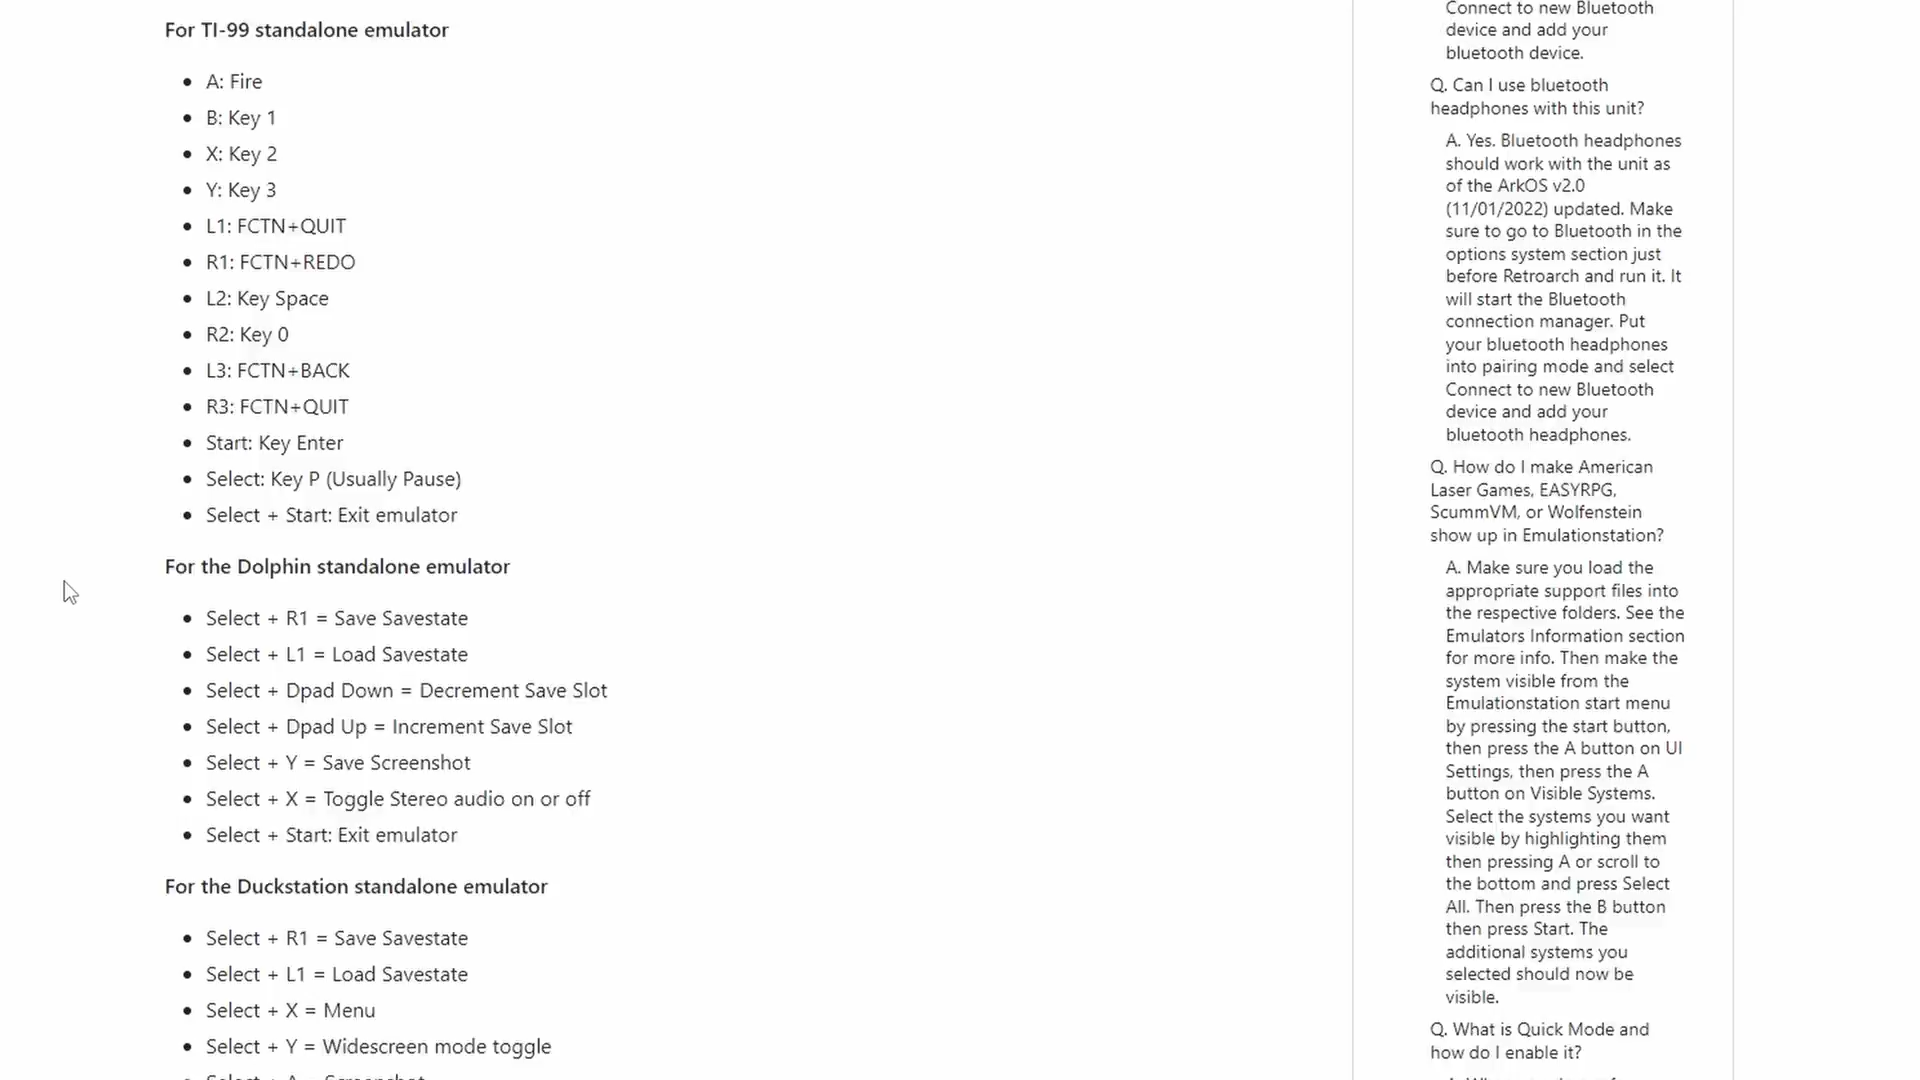 For TI-99 standalone emulator
A: Fire
B: Key 1
X: Key 2
Y: Key 3
L1: FCTN+QUIT
R1: FCTN+REDO
L2: Key Space
R2: Key 0
L3: FCTN+BACK
R3: FCTN+QUIT
Start: Key Enter
Select: Key P (Usually Pause)
Select + Start: Exit emulator
For the Dolphin standalone emulator
Select + R1 = Save Savestate
Select + L1 = Load Savestate
Select + Dpad Down = Decrement Save Slot
Select + Dpad Up = Increment Save Slot
Select + Y = Save Screenshot
Select + X = Toggle Stereo audio on or off
Select + Start: Exit emulator
For the Duckstation standalone emulator
Select + R1 = Save Savestate
Select + L1 = Load Savestate
Select + X = Menu
Select + Y = Widescreen mode toggle
Select + A = Screenshot
Connect to new Bluetooth
device and add your
bluetooth device.
Q. Can I use bluetooth
headphones with this unit?
A. Yes. Bluetooth headphones
should work with the unit as
of the ArkOS v2.0
(11/01/2022) updated. Make
sure to go to Bluetooth in the
options system section just
before Retroarch and run it. It
will start the Bluetooth
connection manager. Put
your bluetooth headphones
into pairing mode and select
Connect to new Bluetooth
device and add your
bluetooth headphones.
Q. How do I make American
Laser Games, EASYRPG,
ScummVM, or Wolfenstein
show up in Emulationstation?
A. Make sure you load the
appropriate support files into
the respective folders. See the
Emulators Information section
for more info. Then make the
system visible from the
Emulationstation start menu
by pressing the start button,
then press the A button on UI
Settings, then press the A
button on Visible Systems.
Select the systems you want
visible by highlighting them
then pressing A or scroll to
the bottom and press Select
All. Then press the B button
then press Start. The
additional systems you
selected should now be
visible.
Q. What is Quick Mode and
how do I enable it?